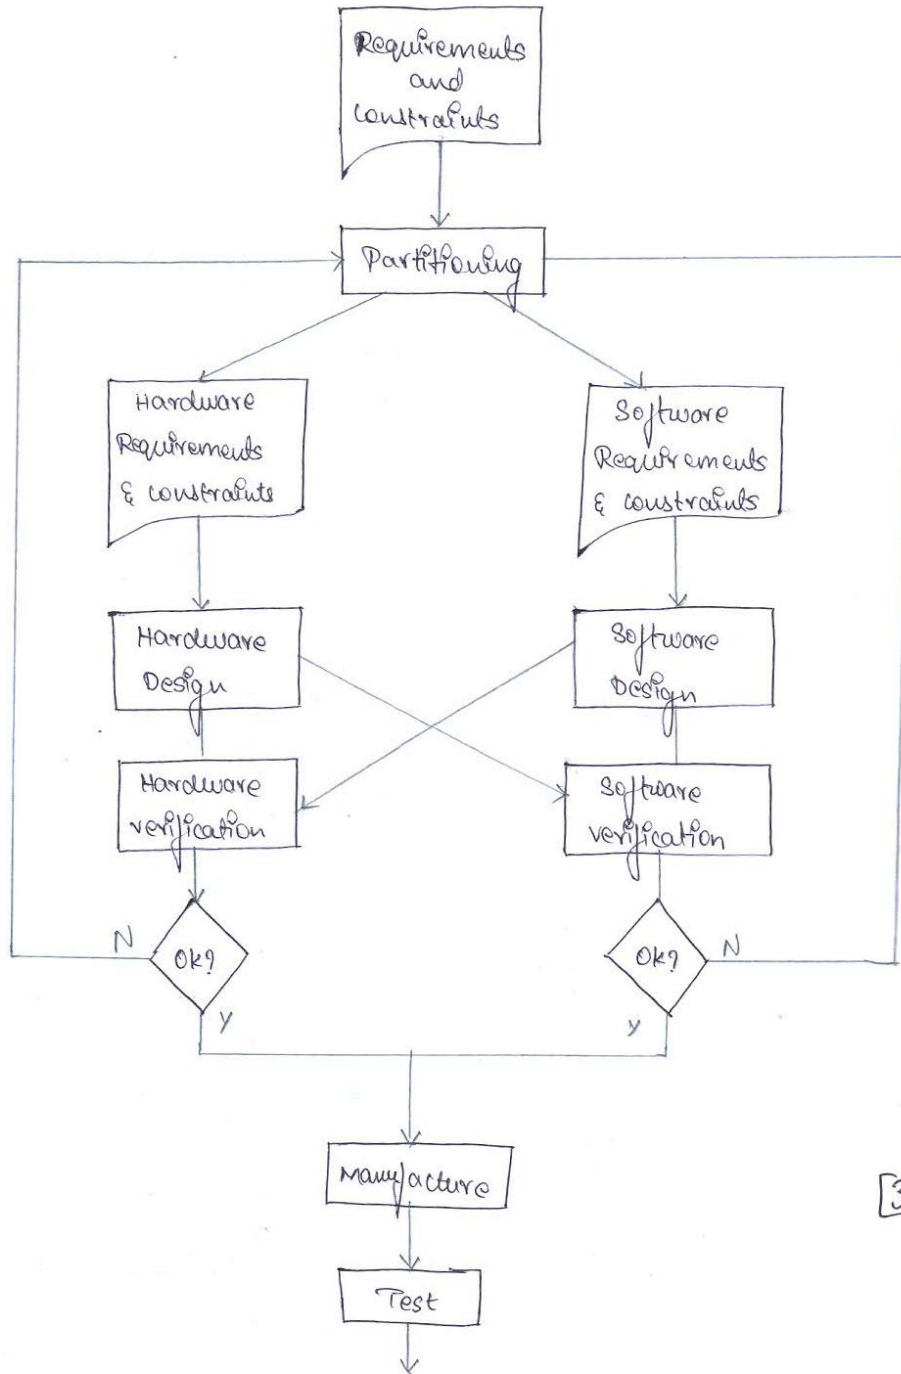 Requirements
and
constraints
Partitioning
Hardware
Requirements
& constraints
Software
Requirements
& constraints
Hardware
Design
Software
Design
Hardware
verification
Software
verification
N
Ok?
Y
Ok?
N
Y
Manufacture
[3
Test